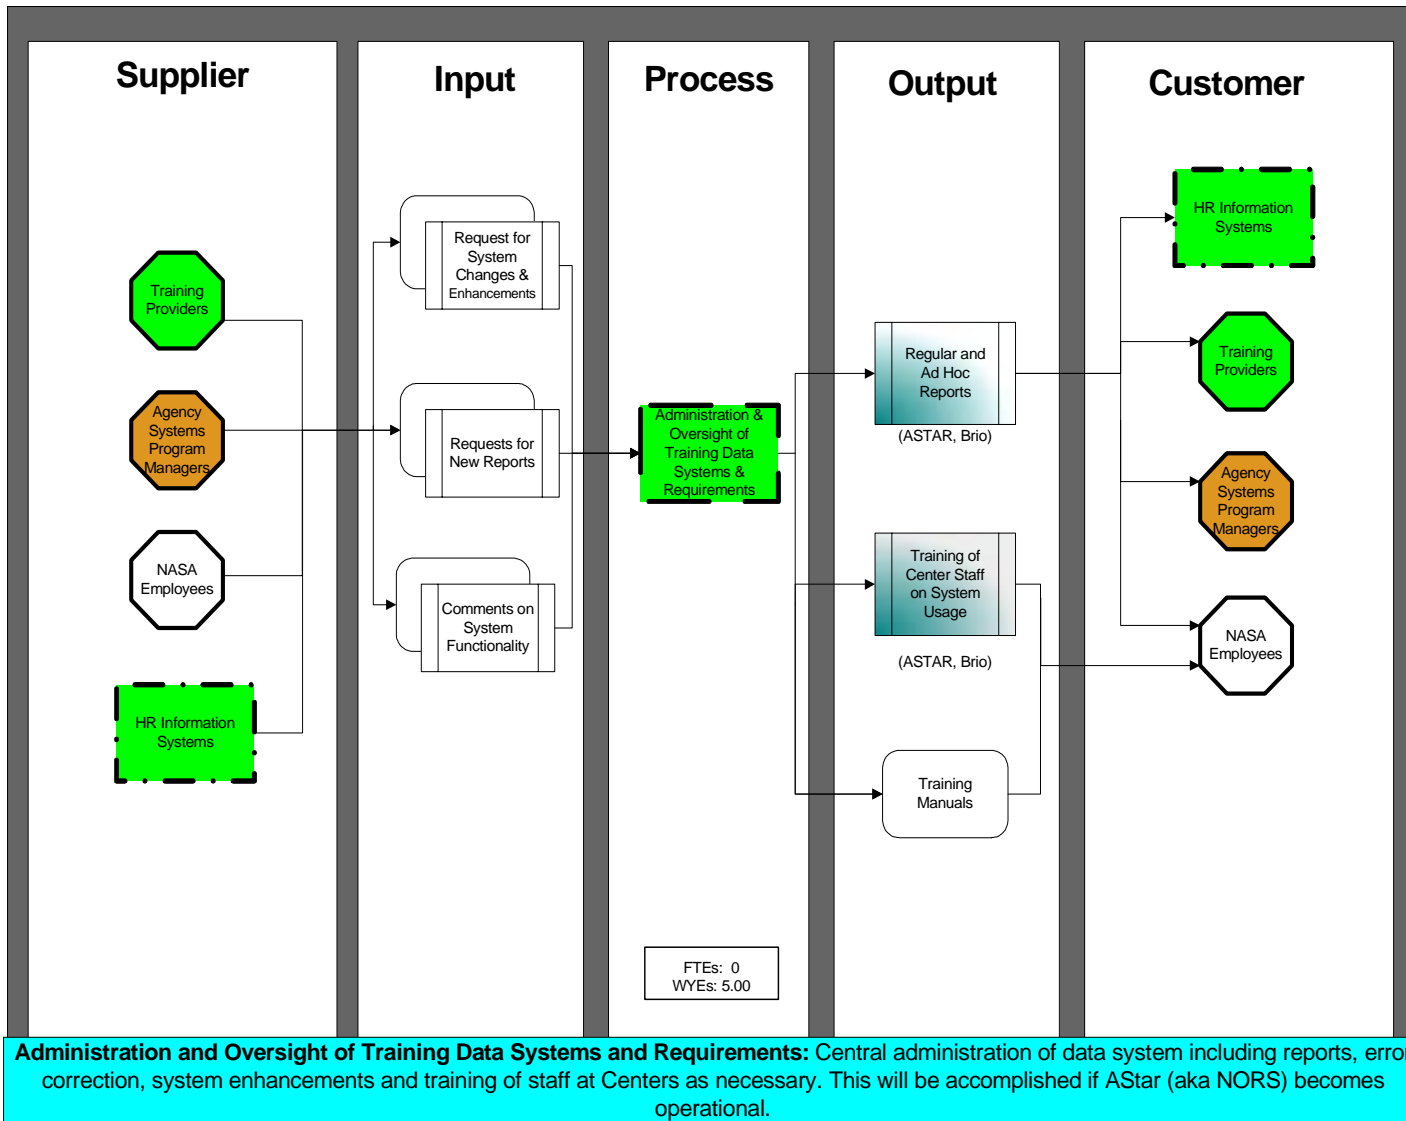 Supplier
Input
Process
Output
Customer
Training
Providers
Agency
Systems
Program
Managers
NASA
Employees
HR Information
Systems
Request for
System
Changes &
Enhancements
Requests for
New Reports
Comments on
System
Functionality
Administration &
Oversight of
Training Data
Systems &
Requirements
FTEs: 0
WYEs: 5.00
Regular and
Ad Hoc
Reports
(ASTAR, Brio)
Training of
Center Staff
on System
Usage
(ASTAR, Brio)
Training
Manuals
HR Information
Systems
Training
Providers
Agency
Systems
Program
Managers
NASA
Employees
Administration and Oversight of Training Data Systems and Requirements: Central administration of data system including reports, error
correction, system enhancements and training of staff at Centers as necessary. This will be accomplished if AStar (aka NORS) becomes
operational.